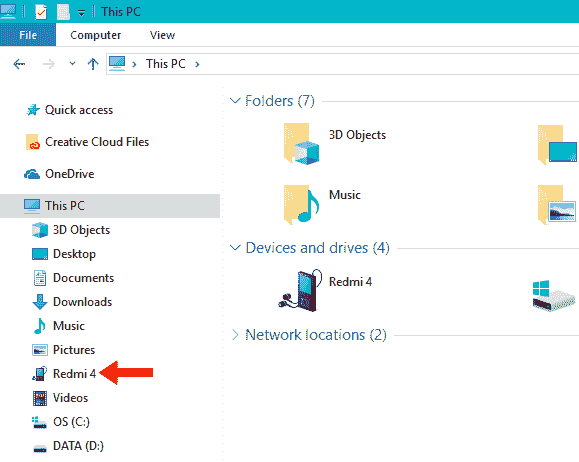 This PC
File
Computer
View
This PC
Quick access
Creative Cloud Files
OneDrive
This PC
3D Objects
Desktop
Documents
Downloads
Music
Pictures
Redmi 4
Videos
OS (C:)
DATA (D:)
Folders (7)
3D Objects
Music
Devices and drives (4)
Redmi 4
Network locations (2)